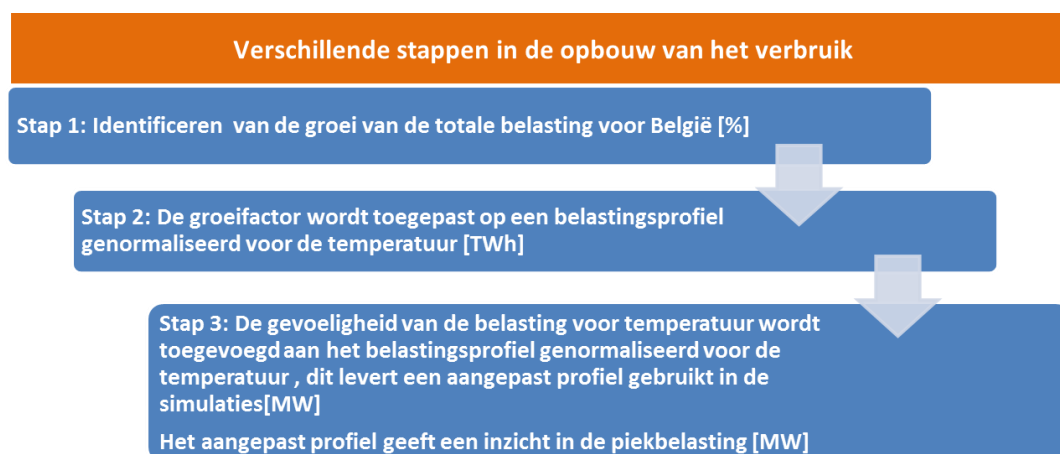 Verschillende stappen in de opbouw van het verbruik
Stap 1: Identificeren van de groei van de totale belasting voor België [%]
Stap 2: De groeifactor wordt toegepast op een belastingsprofiel
genormaliseerd voor de temperatuur [TWh]
Stap 3: De gevoeligheid van de belasting voor temperatuur wordt
toegevoegd aan het belastingsprofiel genormaliseerd voor de
temperatuur , dit levert een aangepast profiel gebruikt in de
simulaties[MW]
Het aangepast profiel geeft een inzicht in de piekbelasting [MW]